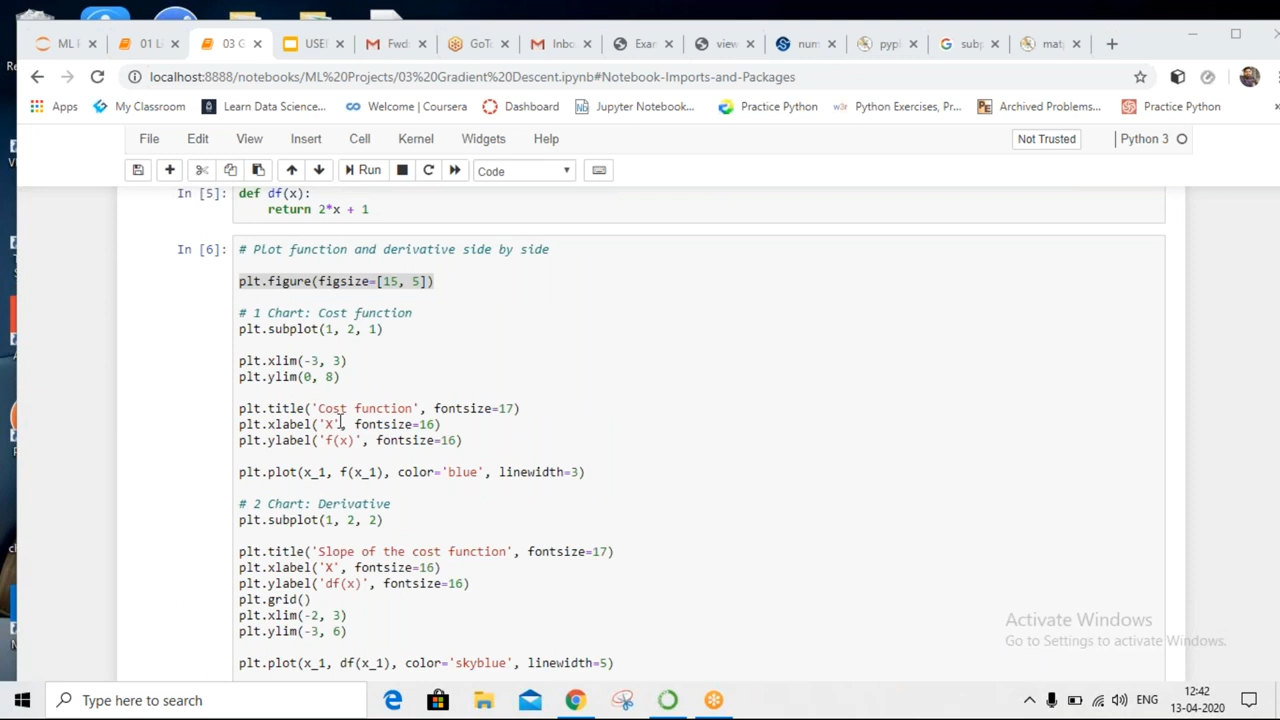 ML P
01 Li
03 G
USEF
Fwd:
GoTo
Inbo
Exar
view
num
pypl
subp
mat
localhost:8888/notebooks/ML%20Projects/03%20Gradient%20Descent.ipynb#Notebook-Imports-and-Packages
Apps
My Classroom
Learn Data Science...
Welcome | Coursera
Dashboard
Jupyter Notebook...
Practice Python
Python Exercises, Pr...
Archived Problems...
Practice Python
File Edit View Insert Cell Kernel Widgets Help
Not Trusted
Python 3
Run
Code
In [5]: def df(x):
return 2*x + 1
In [6]: # Plot function and derivative side by side
plt.figure(figsize=[15, 5])
# 1 Chart: Cost function
plt.subplot(1, 2, 1)
plt.xlim(-3, 3)
plt.ylim(0, 8)
plt.title('Cost function', fontsize=17)
plt.xlabel('X', fontsize=16)
plt.ylabel('f(x)', fontsize=16)
plt.plot(x_1, f(x_1), color='blue', linewidth=3)
# 2 Chart: Derivative
plt.subplot(1, 2, 2)
plt.title('Slope of the cost function', fontsize=17)
plt.xlabel('X', fontsize=16)
plt.ylabel('df(x)', fontsize=16)
plt.grid()
plt.xlim(-2, 3)
plt.ylim(-3, 6)
plt.plot(x_1, df(x_1), color='skyblue', linewidth=5)
Activate Windows
Go to Settings to activate Windows.
Type here to search
ENG
12:42
13-04-2020